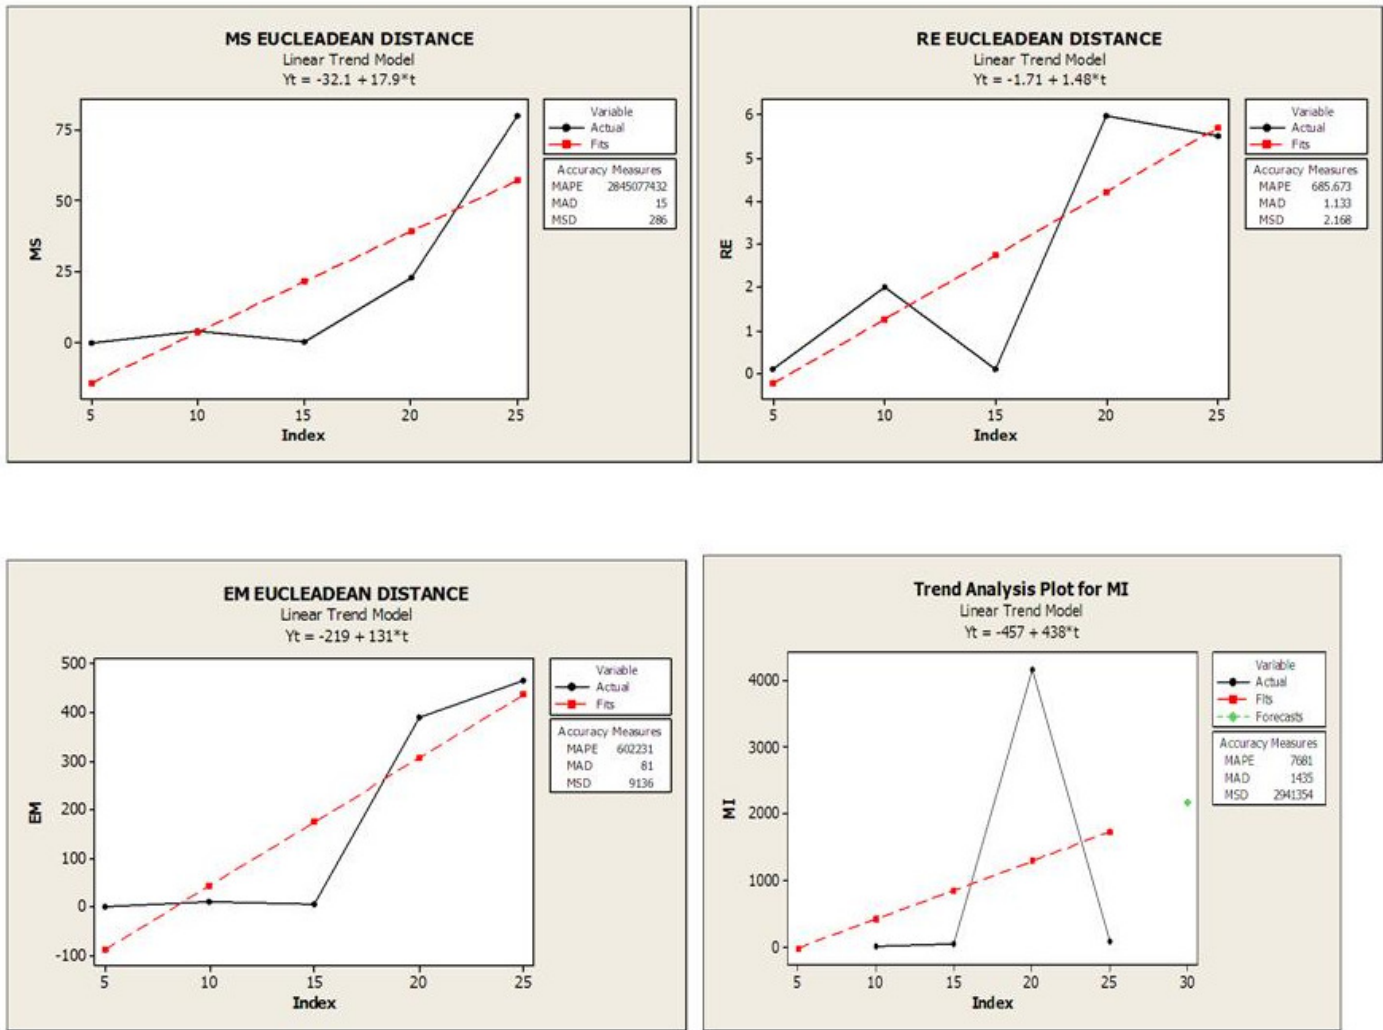 MS EUCLEADEAN DISTANCE
Linear Trend Model
Yt = -32.1 + 17.9*t
75
50
25
0
MS
5 10 15 20 25
Index
Variable
Actual
Fits
Accuracy Measures
MAPE 2845077432
MAD 15
MSD 286
RE EUCLEADEAN DISTANCE
Linear Trend Model
Yt = -1.71 + 1.48*t
6
5
4
3
2
1
0
RE
5 10 15 20 25
Index
Variable
Actual
Fits
Accuracy Measures
MAPE 685.673
MAD 1.133
MSD 2.168
EM EUCLEADEAN DISTANCE
Linear Trend Model
Yt = -219 + 131*t
500
400
300
200
100
0
-100
EM
5 10 15 20 25
Index
Variable
Actual
Fits
Accuracy Measures
MAPE 602231
MAD 81
MSD 9136
Trend Analysis Plot for MI
Linear Trend Model
Yt = -457 + 438*t
4000
3000
2000
1000
0
MI
5 10 15 20 25 30
Index
Variable
Actual
Fits
Forecasts
Accuracy Measures
MAPE 7681
MAD 1435
MSD 2941354